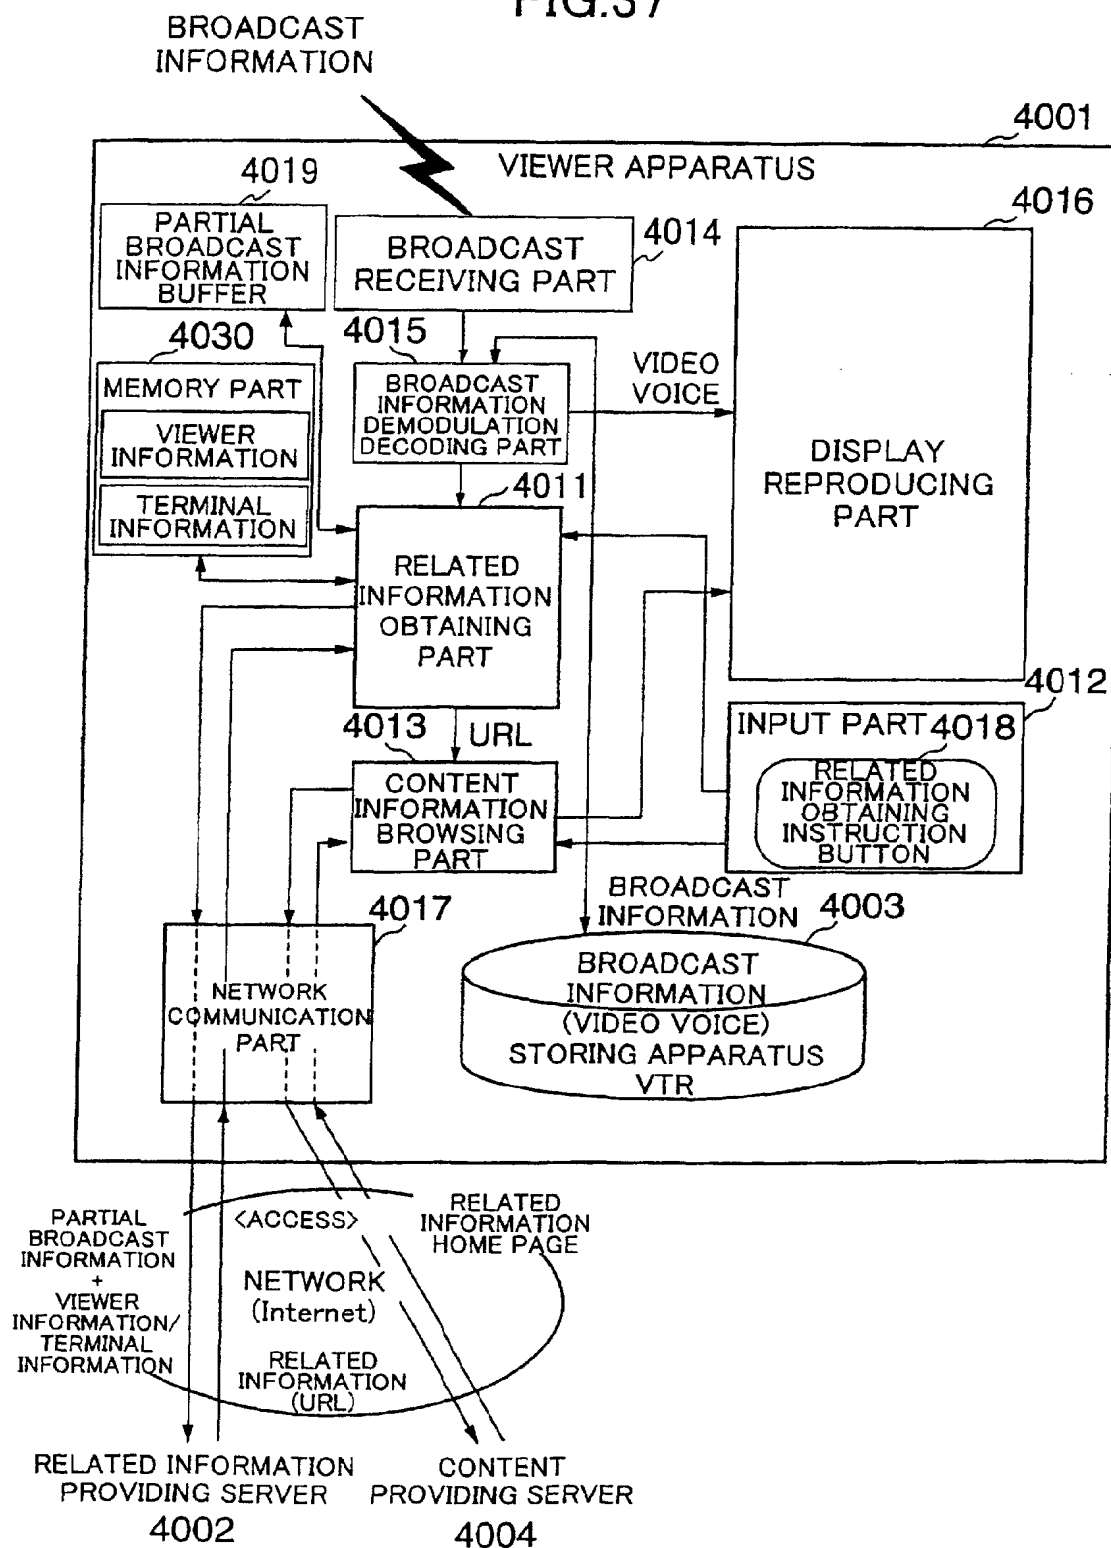 FIG.37
BROADCAST
INFORMATION
4001
VIEWER APPARATUS
4019
PARTIAL
BROADCAST
INFORMATION
BUFFER
BROADCAST
RECEIVING PART
4014
4016
4030
MEMORY PART
VIEWER
INFORMATION
TERMINAL
INFORMATION
4015
BROADCAST
INFORMATION
DEMODULATION
DECODING PART
VIDEO
VOICE
DISPLAY
REPRODUCING
PART
4011
RELATED
INFORMATION
OBTAINING
PART
4013
URL
CONTENT
INFORMATION
BROWSING
PART
4012
INPUT PART
4018
RELATED
INFORMATION
OBTAINING
INSTRUCTION
BUTTON
4017
NETWORK
COMMUNICATION
PART
BROADCAST
INFORMATION
4003
BROADCAST
INFORMATION
(VIDEO VOICE)
STORING APPARATUS
VTR
PARTIAL
BROADCAST
INFORMATION
+
VIEWER
INFORMATION/
TERMINAL
INFORMATION
<ACCESS>
RELATED
INFORMATION
HOME PAGE
NETWORK
(Internet)
RELATED
INFORMATION
(URL)
RELATED INFORMATION
PROVIDING SERVER
4002
CONTENT
PROVIDING SERVER
4004